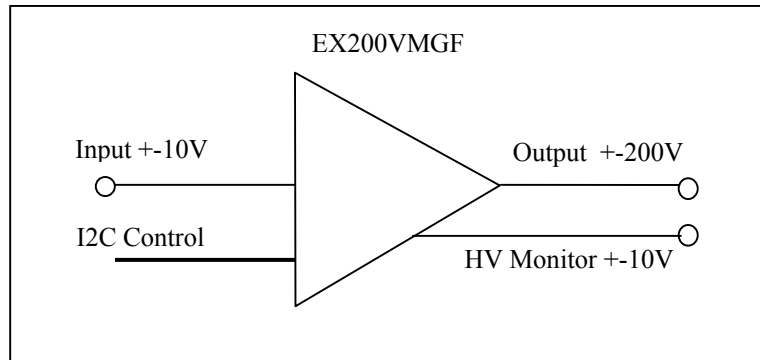 EX200VMGF
Input +-10V
Output +-200V
I2C Control
HV Monitor +-10V